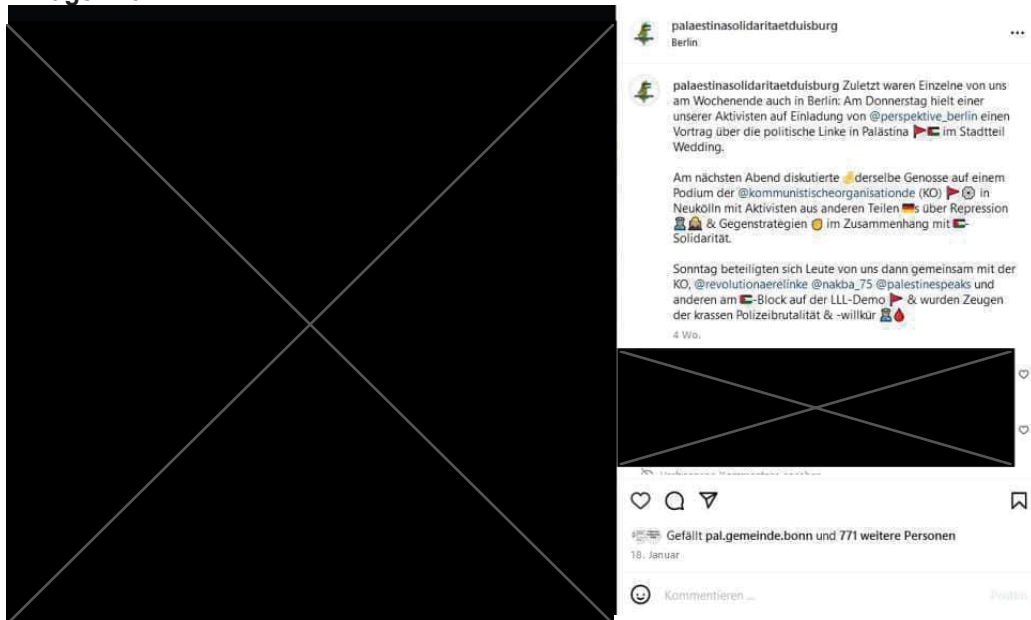 palaestinasolidaritaetduisburg
Berlin
palaestinasolidaritaetduisburg Zuletzt waren Einzelne von uns
am Wochenende auch in Berlin: Am Donnerstag hielt einer
unserer Aktivisten auf Einladung von @perspektive_berlin einen
Vortrag über die politische Linke in Palästina 🚩🇵🇸 im Stadtteil
Wedding.
Am nächsten Abend diskutierte derselbe Genosse auf einem
Podium der @kommunistischeorganisationde (KO) 🚩 in
Neukölln mit Aktivisten aus anderen Teilen 🇩🇪s über Repression
& Gegenstrategien im Zusammenhang mit 🇵🇸-
Solidarität.
Sonntag beteiligten sich Leute von uns dann gemeinsam mit der
KO, @revolutionaerelinke @nakba_75 @palestinespeaks und
anderen am 🇵🇸-Block auf der LLL-Demo 🚩 & wurden Zeugen
der krassen Polizeibrutalität & -willkür 🩸
4 Wo.
Gefällt pal.gemeinde.bonn und 771 weitere Personen
18. Januar
Kommentieren ...
Posten